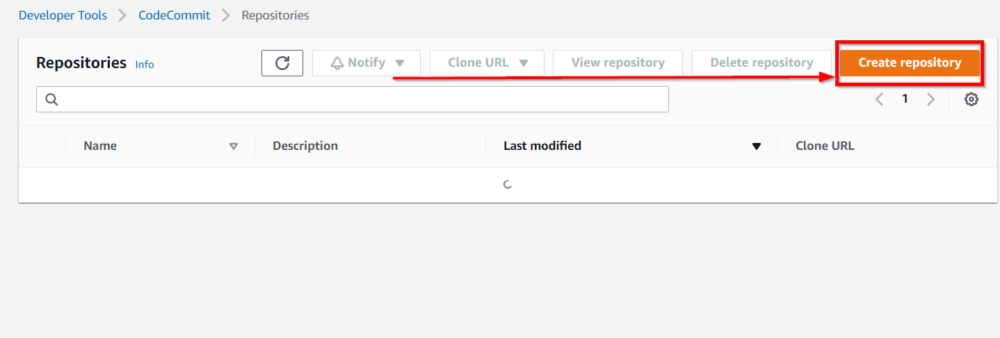 Developer Tools CodeCommit Repositories
Repositories Info Notify Clone URL View repository Delete repository Create repository
1
Name Description Last modified Clone URL